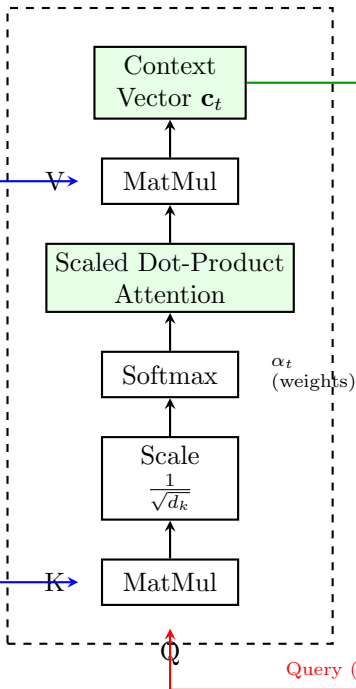 Context
Vector c_t
V
MatMul
Scaled Dot-Product
Attention
Softmax
α_t
(weights)
Scale
1/√d_k
K
MatMul
Q
Query (